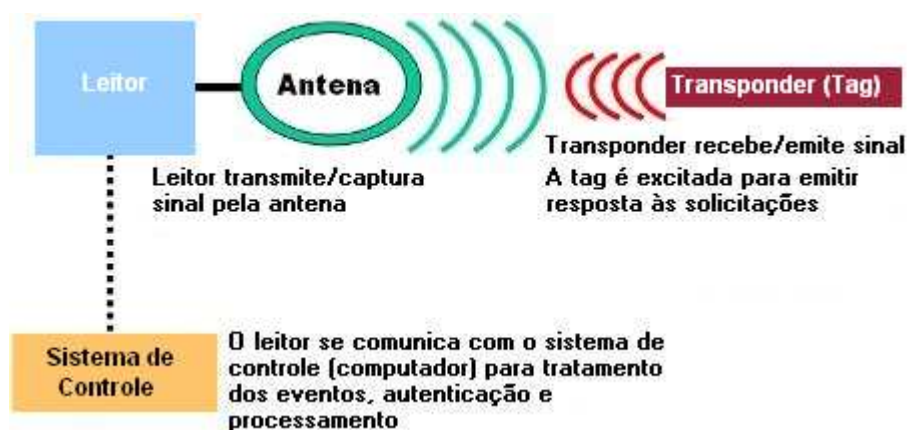 Leitor
Antena
Transponder (Tag)
Transponder recebe/emite sinal
A tag é excitada para emitir
resposta às solicitações
Leitor transmite/captura
sinal pela antena
Sistema de
Controle
O leitor se comunica com o sistema de
controle (computador) para tratamento
dos eventos, autenticação e
processamento